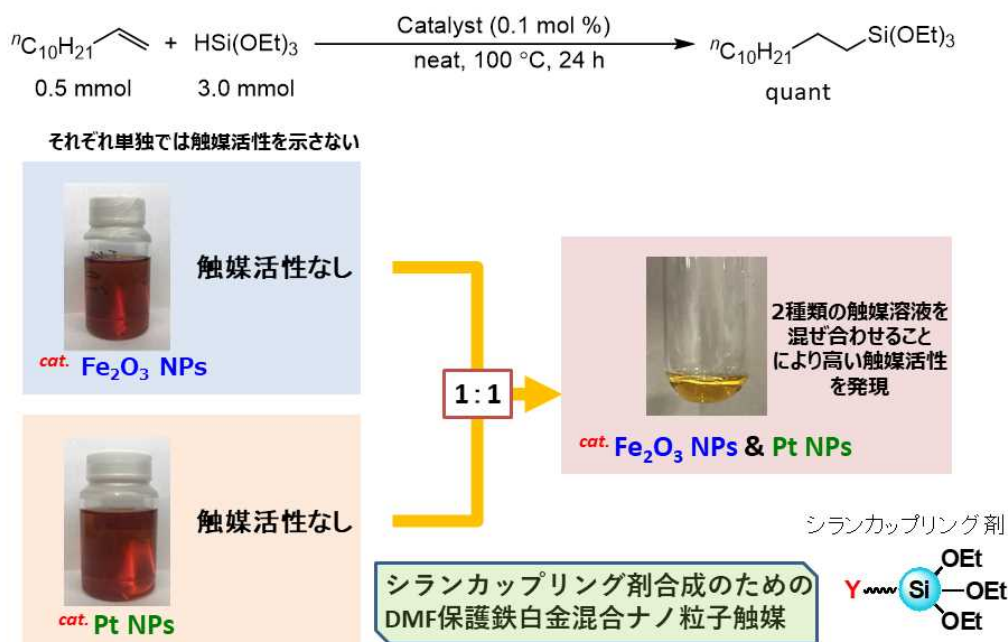 ⁿC₁₀H₂₁ + HSi(OEt)₃ Catalyst (0.1 mol %) ⁿC₁₀H₂₁ Si(OEt)₃
neat, 100 °C, 24 h
0.5 mmol 3.0 mmol quant
それぞれ単独では触媒活性を示さない
触媒活性なし
cat. Fe₂O₃ NPs
1 : 1
2種類の触媒溶液を
混ぜ合わせること
により高い触媒活性
を発現
cat. Fe₂O₃ NPs & Pt NPs
触媒活性なし
cat. Pt NPs
シランカップリング剤合成のための
DMF保護鉄白金混合ナノ粒子触媒
シランカップリング剤
OEt
Y Si OEt
OEt